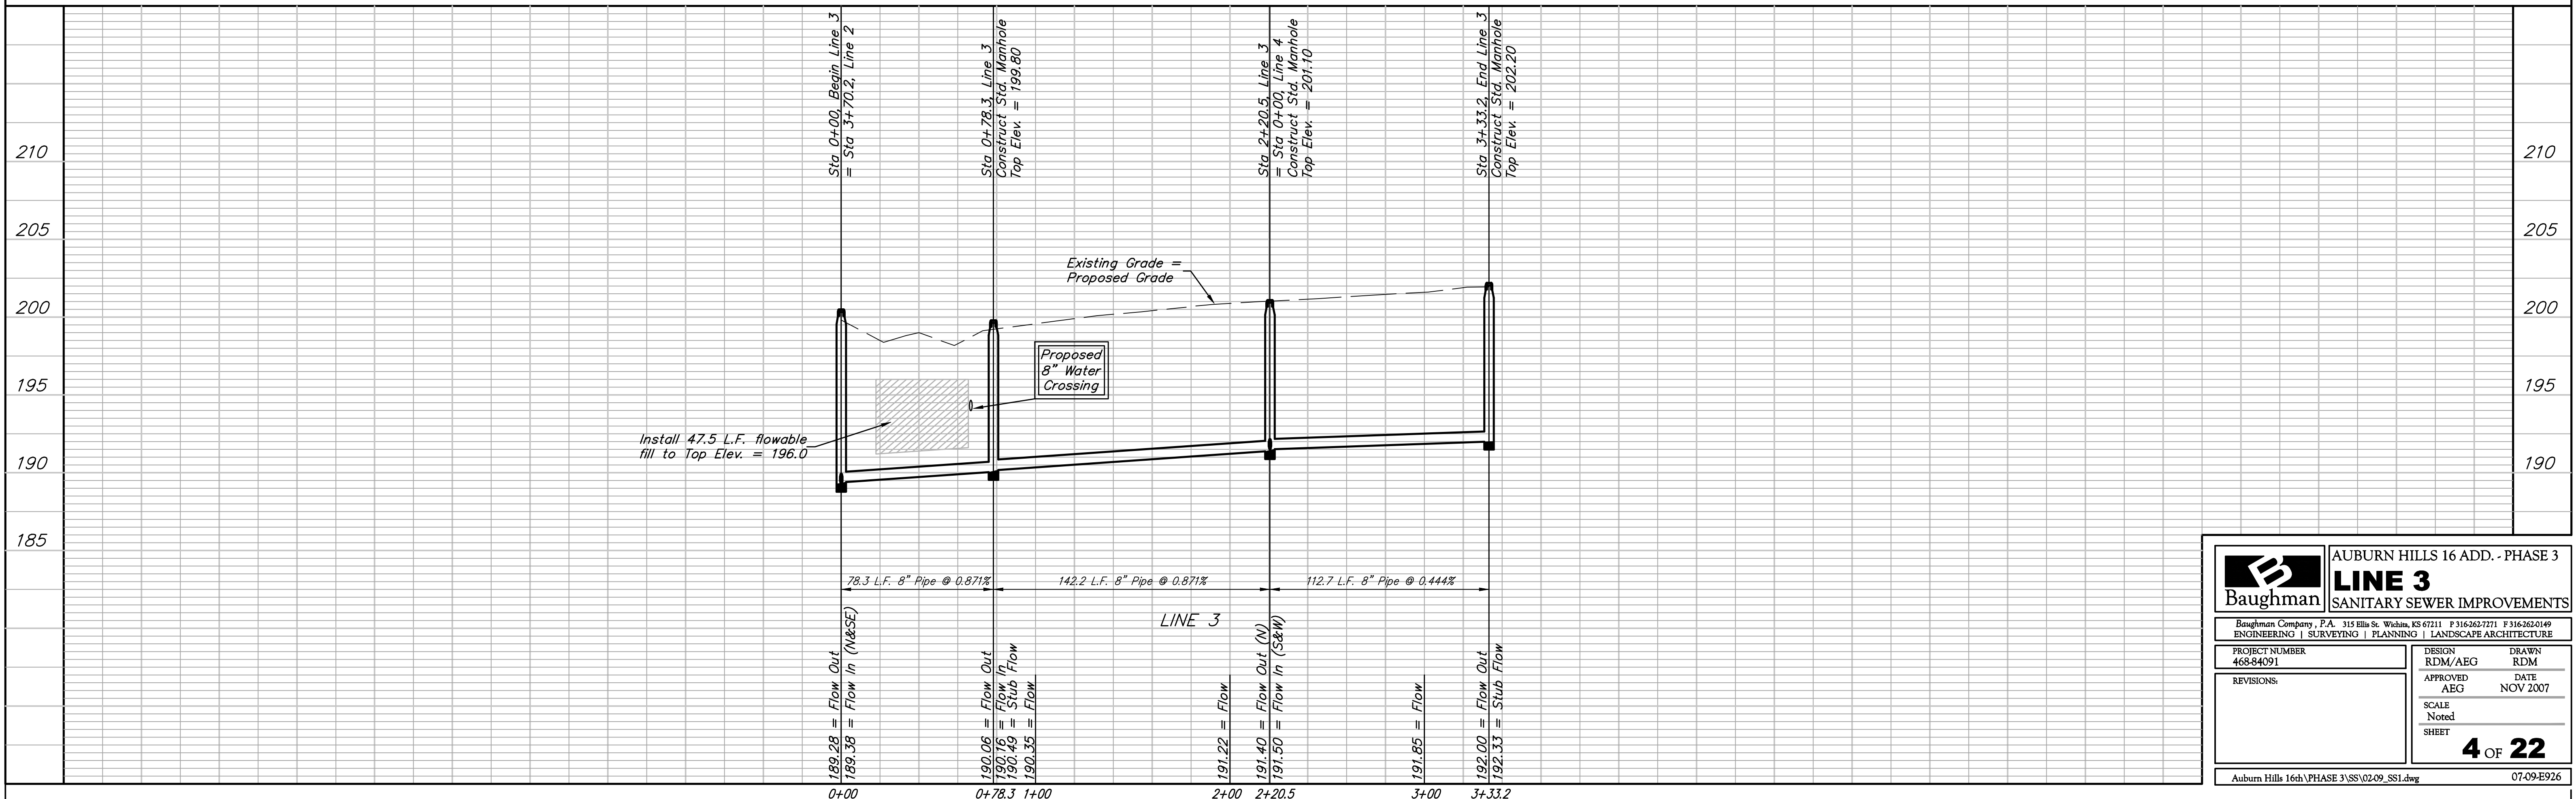 Sta 0+00, Begin Line 3
= Sta 3+70.2, Line 2
Sta 0+78.3, Line 3
Construct Std. Manhole
Top Elev. = 199.80
Sta 2+20.5, Line 3
= Sta 0+00, Line 4
Construct Std. Manhole
Top Elev. = 201.10
Sta 3+33.2, End Line 3
Construct Std. Manhole
Top Elev. = 202.20
210
210
205
205
Existing Grade =
Proposed Grade
200
200
Proposed
8" Water
Crossing
195
195
Install 47.5 L.F. flowable
fill to Top Elev. = 196.0
190
190
185
78.3 L.F. 8" Pipe @ 0.871%
142.2 L.F. 8" Pipe @ 0.871%
112.7 L.F. 8" Pipe @ 0.444%
LINE 3
189.28 = Flow Out
189.38 = Flow In (N&SE)
190.06 = Flow Out
190.16 = Flow In
190.49 = Stub Flow
190.35 = Flow
191.22 = Flow
191.40 = Flow Out (N)
191.50 = Flow In (S&W)
191.85 = Flow
192.00 = Flow Out
192.33 = Stub Flow
0+00
0+78.3
1+00
2+00
2+20.5
3+00
3+33.2
B
Baughman
AUBURN HILLS 16 ADD. - PHASE 3
LINE 3
SANITARY SEWER IMPROVEMENTS
Baughman Company, P.A. 315 Ellis St. Wichita, KS 67211 P 316-262-7271 F 316-262-0149
ENGINEERING | SURVEYING | PLANNING | LANDSCAPE ARCHITECTURE
PROJECT NUMBER
468-84091
REVISIONS:
DESIGN
RDM/AEG
DRAWN
RDM
APPROVED
AEG
DATE
NOV 2007
SCALE
Noted
SHEET
4 OF 22
Auburn Hills 16th\PHASE 3\SS\02-09_SS1.dwg
07-09-E926